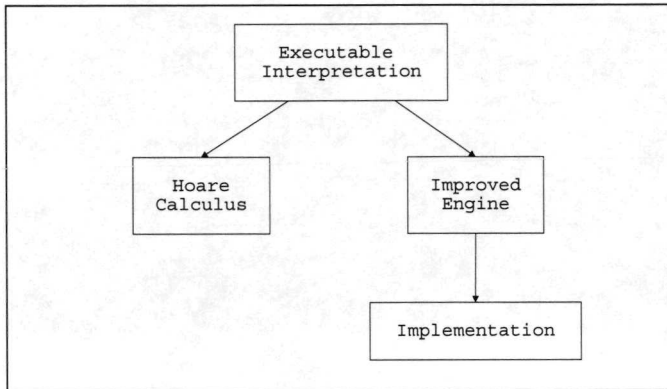 Executable
Interpretation
Hoare
Calculus
Improved
Engine
Implementation